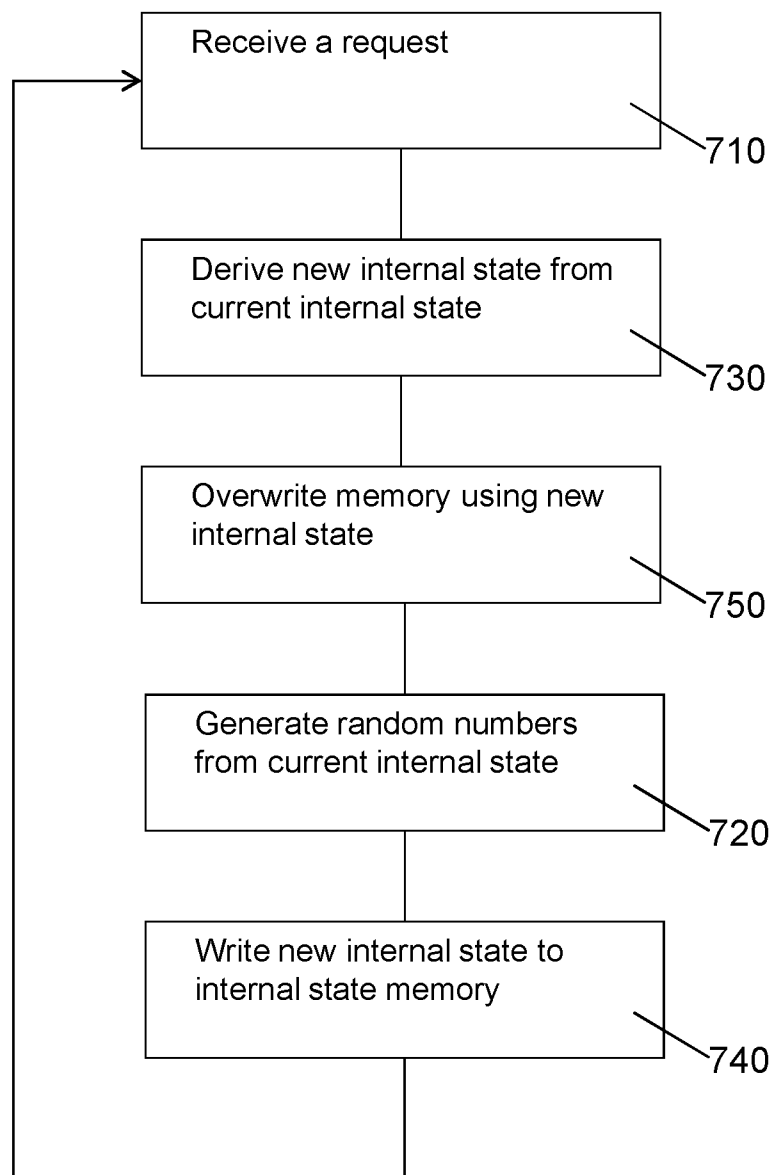 Receive a request
710
Derive new internal state from
current internal state
730
Overwrite memory using new
internal state
750
Generate random numbers
from current internal state
720
Write new internal state to
internal state memory
740